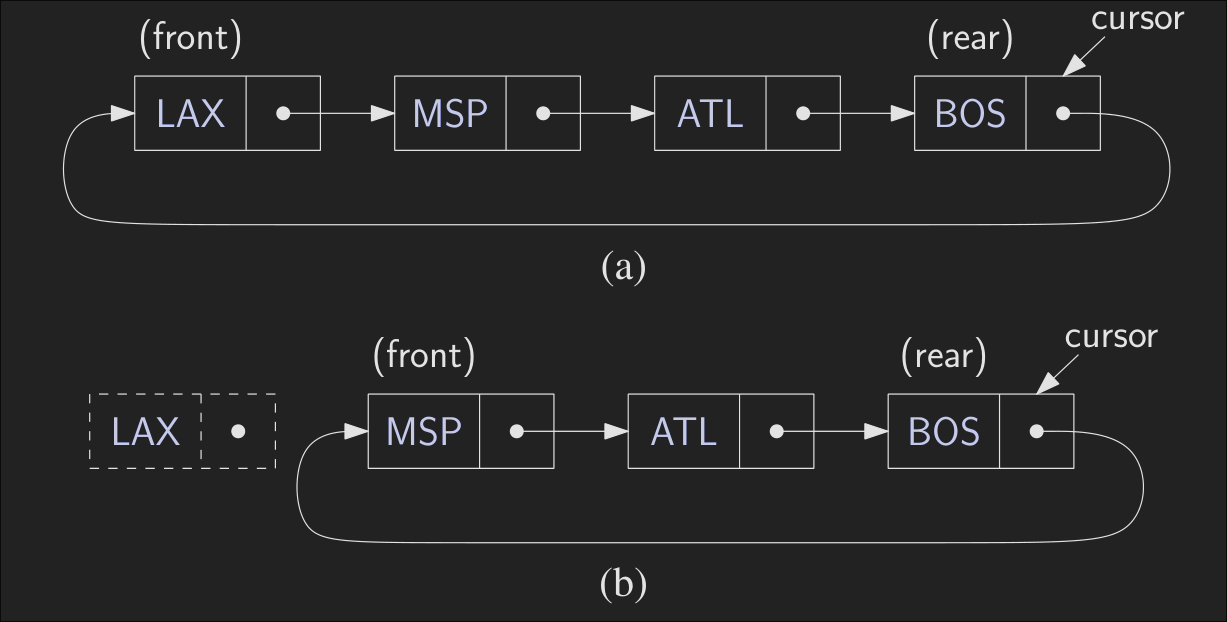 cursor
(front) (rear)
LAX MSP ATL BOS
(a)
cursor
(front) (rear)
LAX MSP ATL BOS
(b)